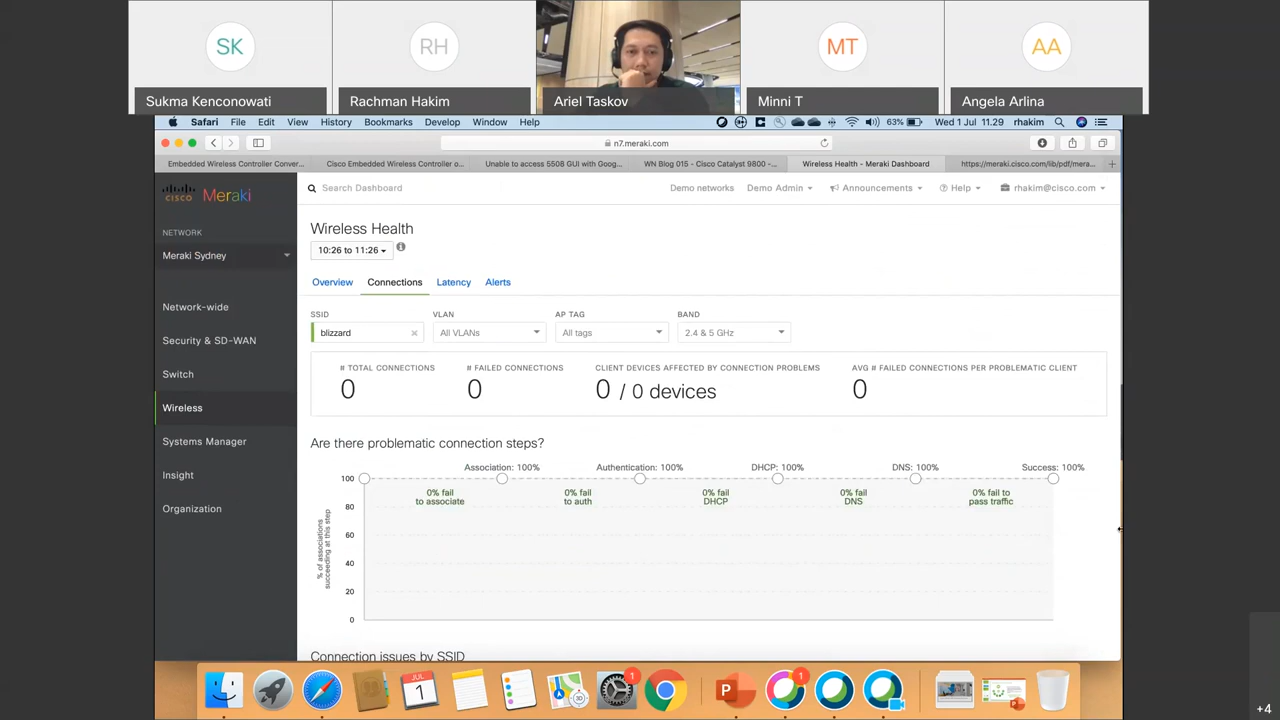 SK
RH
MT
AA
Sukma Kenconowati
Rachman Hakim
Ariel Taskov
Minni T
Angela Arlina
Safari File Edit View History Bookmarks Develop Window Help
63% Wed 1 Jul 11.29 rhakim
n7.meraki.com
Embedded Wireless Controller Conver...
Cisco Embedded Wireless Controller o...
Unable to access 5508 GUI with Goog...
WN Blog 015 – Cisco Catalyst 9800 –...
Wireless Health - Meraki Dashboard
https://meraki.cisco.com/lib/pdf/mera...
CISCO Meraki
Search Dashboard
Demo networks
Demo Admin
Announcements
Help
rhakim@cisco.com
NETWORK
Meraki Sydney
Network-wide
Security & SD-WAN
Switch
Wireless
Systems Manager
Insight
Organization
Wireless Health
10:26 to 11:26
Overview Connections Latency Alerts
SSID VLAN AP TAG BAND
blizzard All VLANs All tags 2.4 & 5 GHz
# TOTAL CONNECTIONS
0
# FAILED CONNECTIONS
0
CLIENT DEVICES AFFECTED BY CONNECTION PROBLEMS
0 / 0 devices
AVG # FAILED CONNECTIONS PER PROBLEMATIC CLIENT
0
Are there problematic connection steps?
Association: 100% Authentication: 100% DHCP: 100% DNS: 100% Success: 100%
100
80
60
40
20
0
% of associations
succeeding at this step
0% fail
to associate
0% fail
to auth
0% fail
DHCP
0% fail
DNS
0% fail to
pass traffic
Connection issues by SSID
JUL
1
3D
1
1
+4